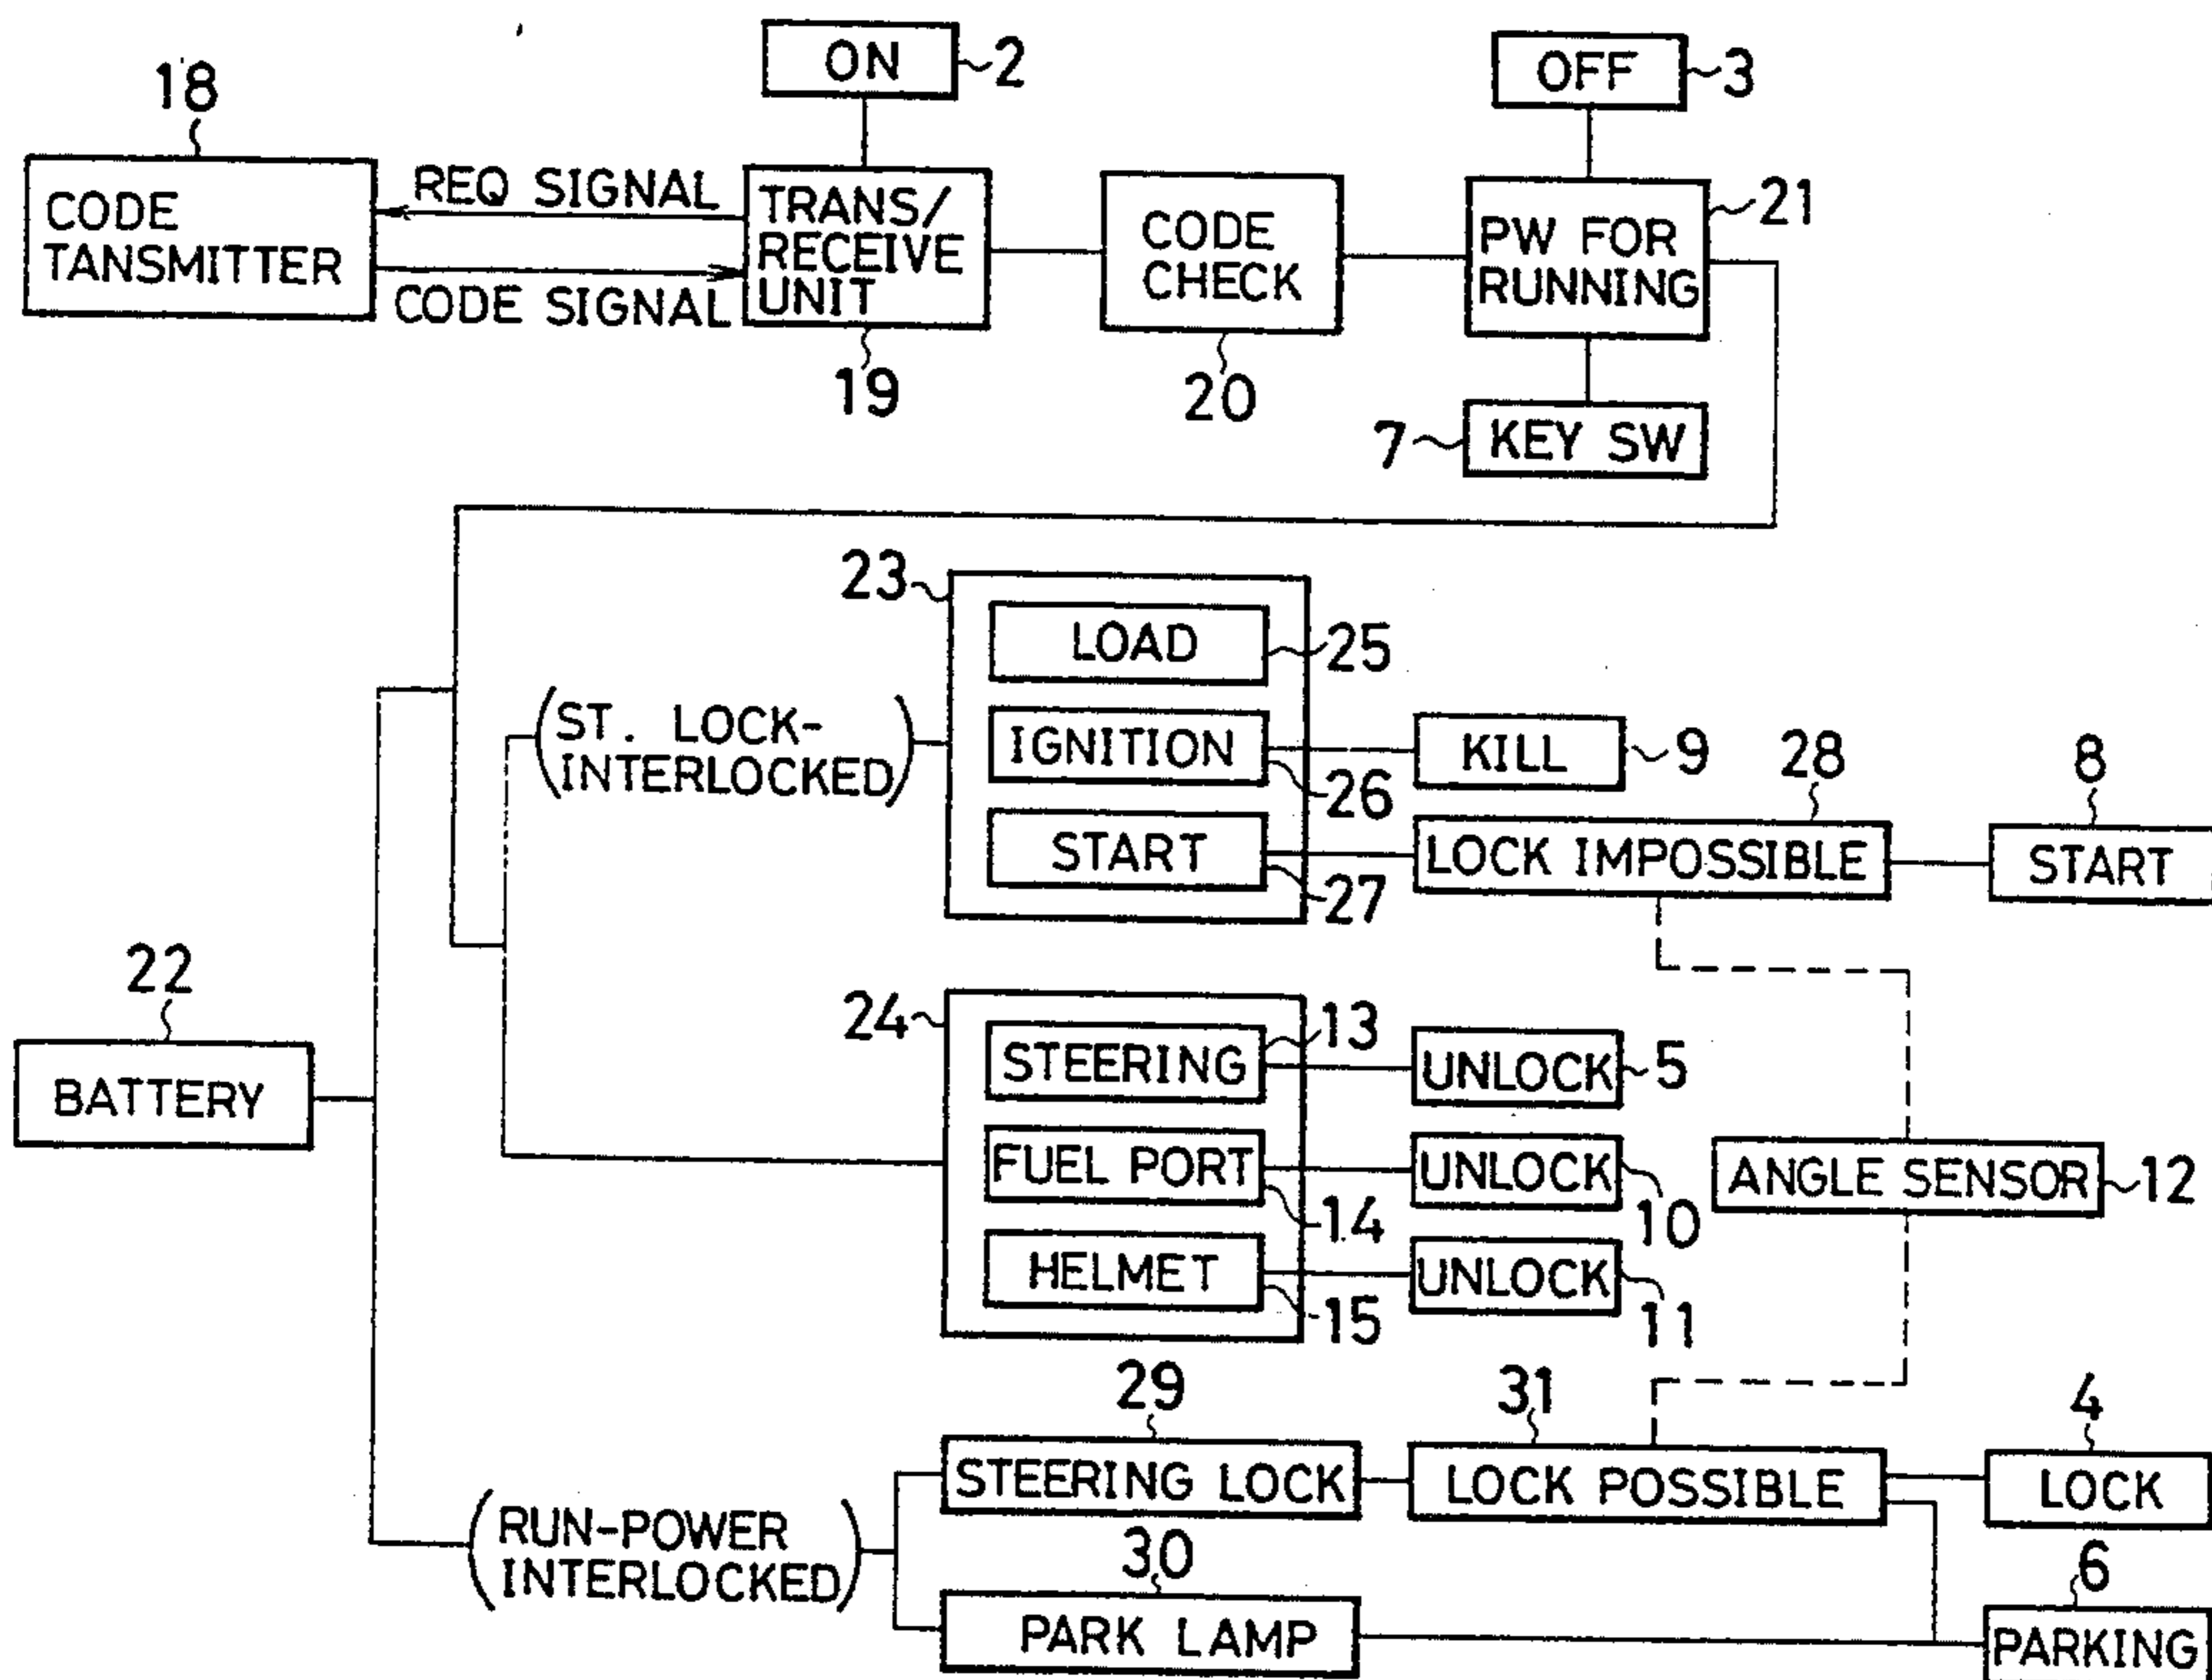 ON
2
OFF
3
18
CODE
TANSMITTER
REQ SIGNAL
CODE SIGNAL
TRANS/
RECEIVE
UNIT
19
CODE
CHECK
20
PW FOR
RUNNING
21
7
KEY SW
23
LOAD
25
(ST. LOCK-
INTERLOCKED)
IGNITION
26
KILL
9
START
27
28
LOCK IMPOSSIBLE
8
START
22
BATTERY
24
STEERING
13
UNLOCK
5
FUEL PORT
14
UNLOCK
10
ANGLE SENSOR
12
HELMET
15
UNLOCK
11
29
STEERING LOCK
31
LOCK POSSIBLE
4
LOCK
(RUN-POWER
INTERLOCKED)
30
PARK LAMP
6
PARKING